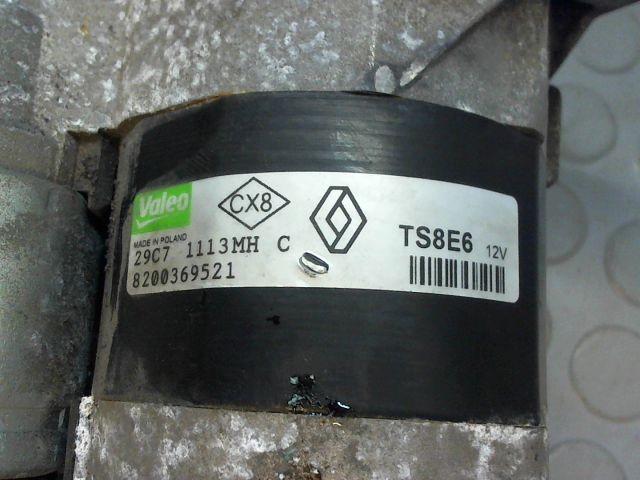 Valeo
CX8
MADE IN POLAND
29C7 1113MH C
8200369521
TS8E6 12V